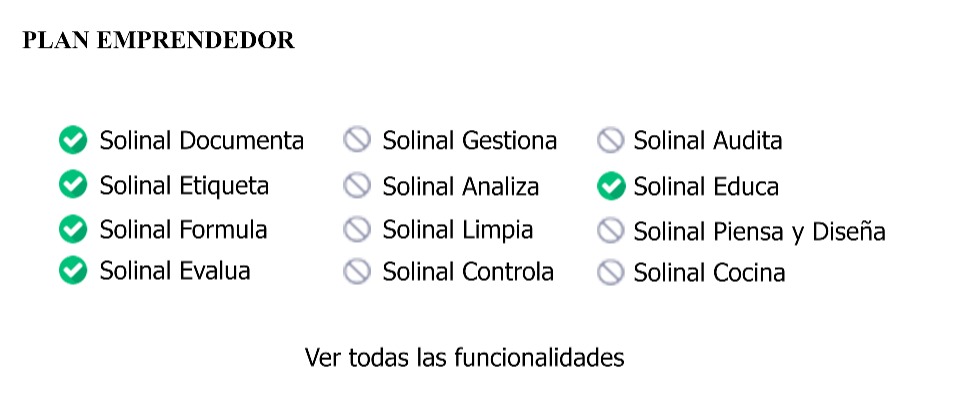 PLAN EMPRENDEDOR
Solinal Documenta
Solinal Etiqueta
Solinal Formula
Solinal Evalua
Solinal Gestiona
Solinal Analiza
Solinal Limpia
Solinal Controla
Solinal Audita
Solinal Educa
Solinal Piensa y Diseña
Solinal Cocina
Ver todas las funcionalidades